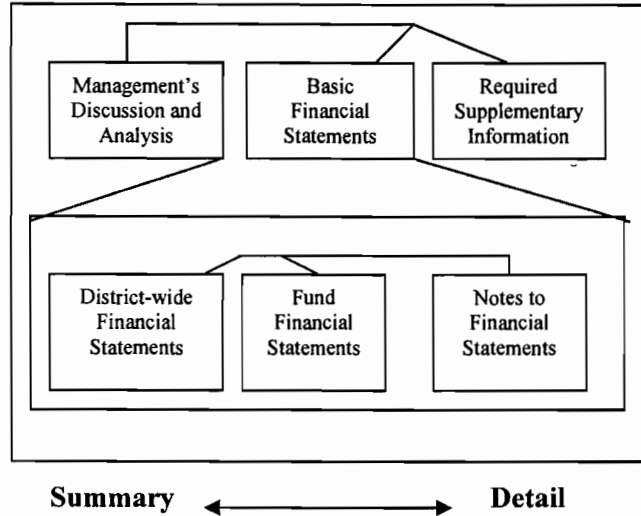 Management's
Discussion and
Analysis
Basic
Financial
Statements
Required
Supplementary
Information
District-wide
Financial
Statements
Fund
Financial
Statements
Notes to
Financial
Statements
Summary
Detail